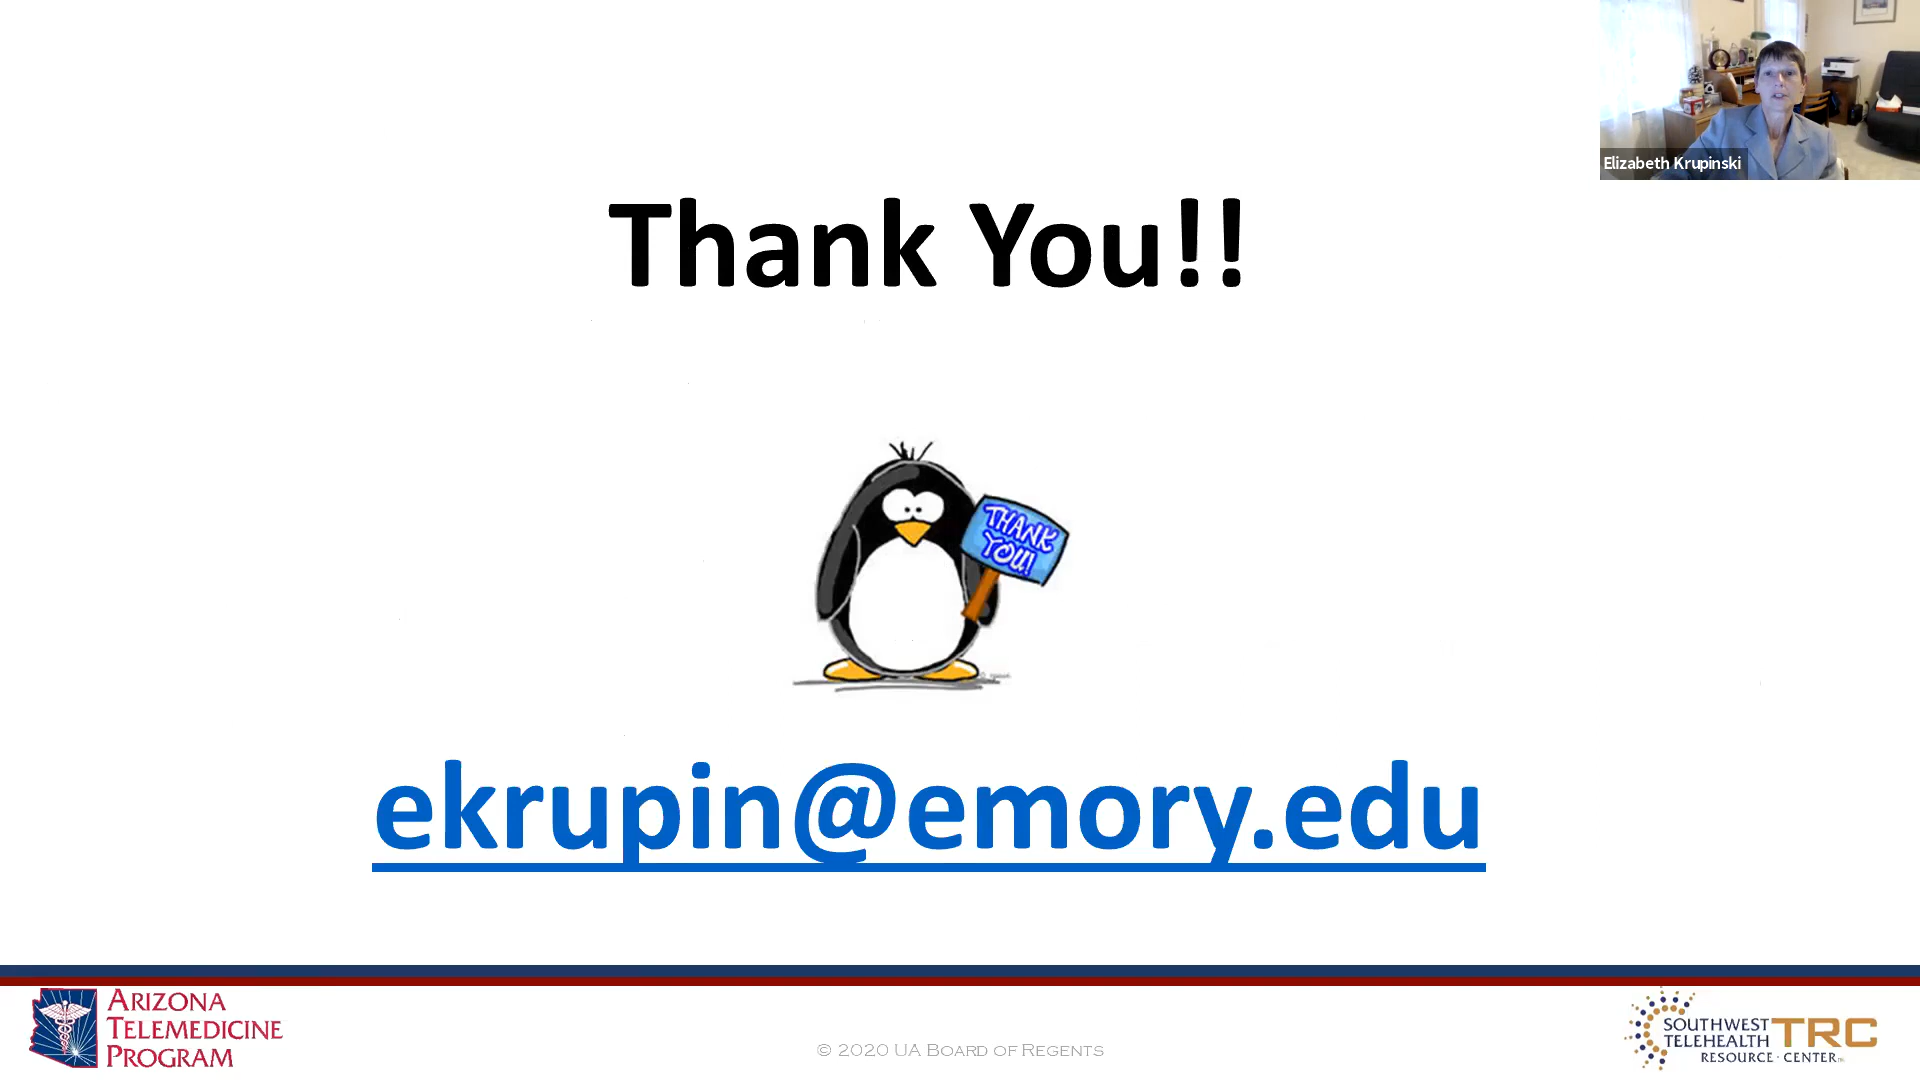 Elizabeth Krupinski
Thank You!!
THANK
YOU!
ekrupin@emory.edu
ARIZONA
TELEMEDICINE
PROGRAM
© 2020 UA BOARD OF REGENTS
SOUTHWEST
TELEHEALTH
TRC
RESOURCE · CENTER